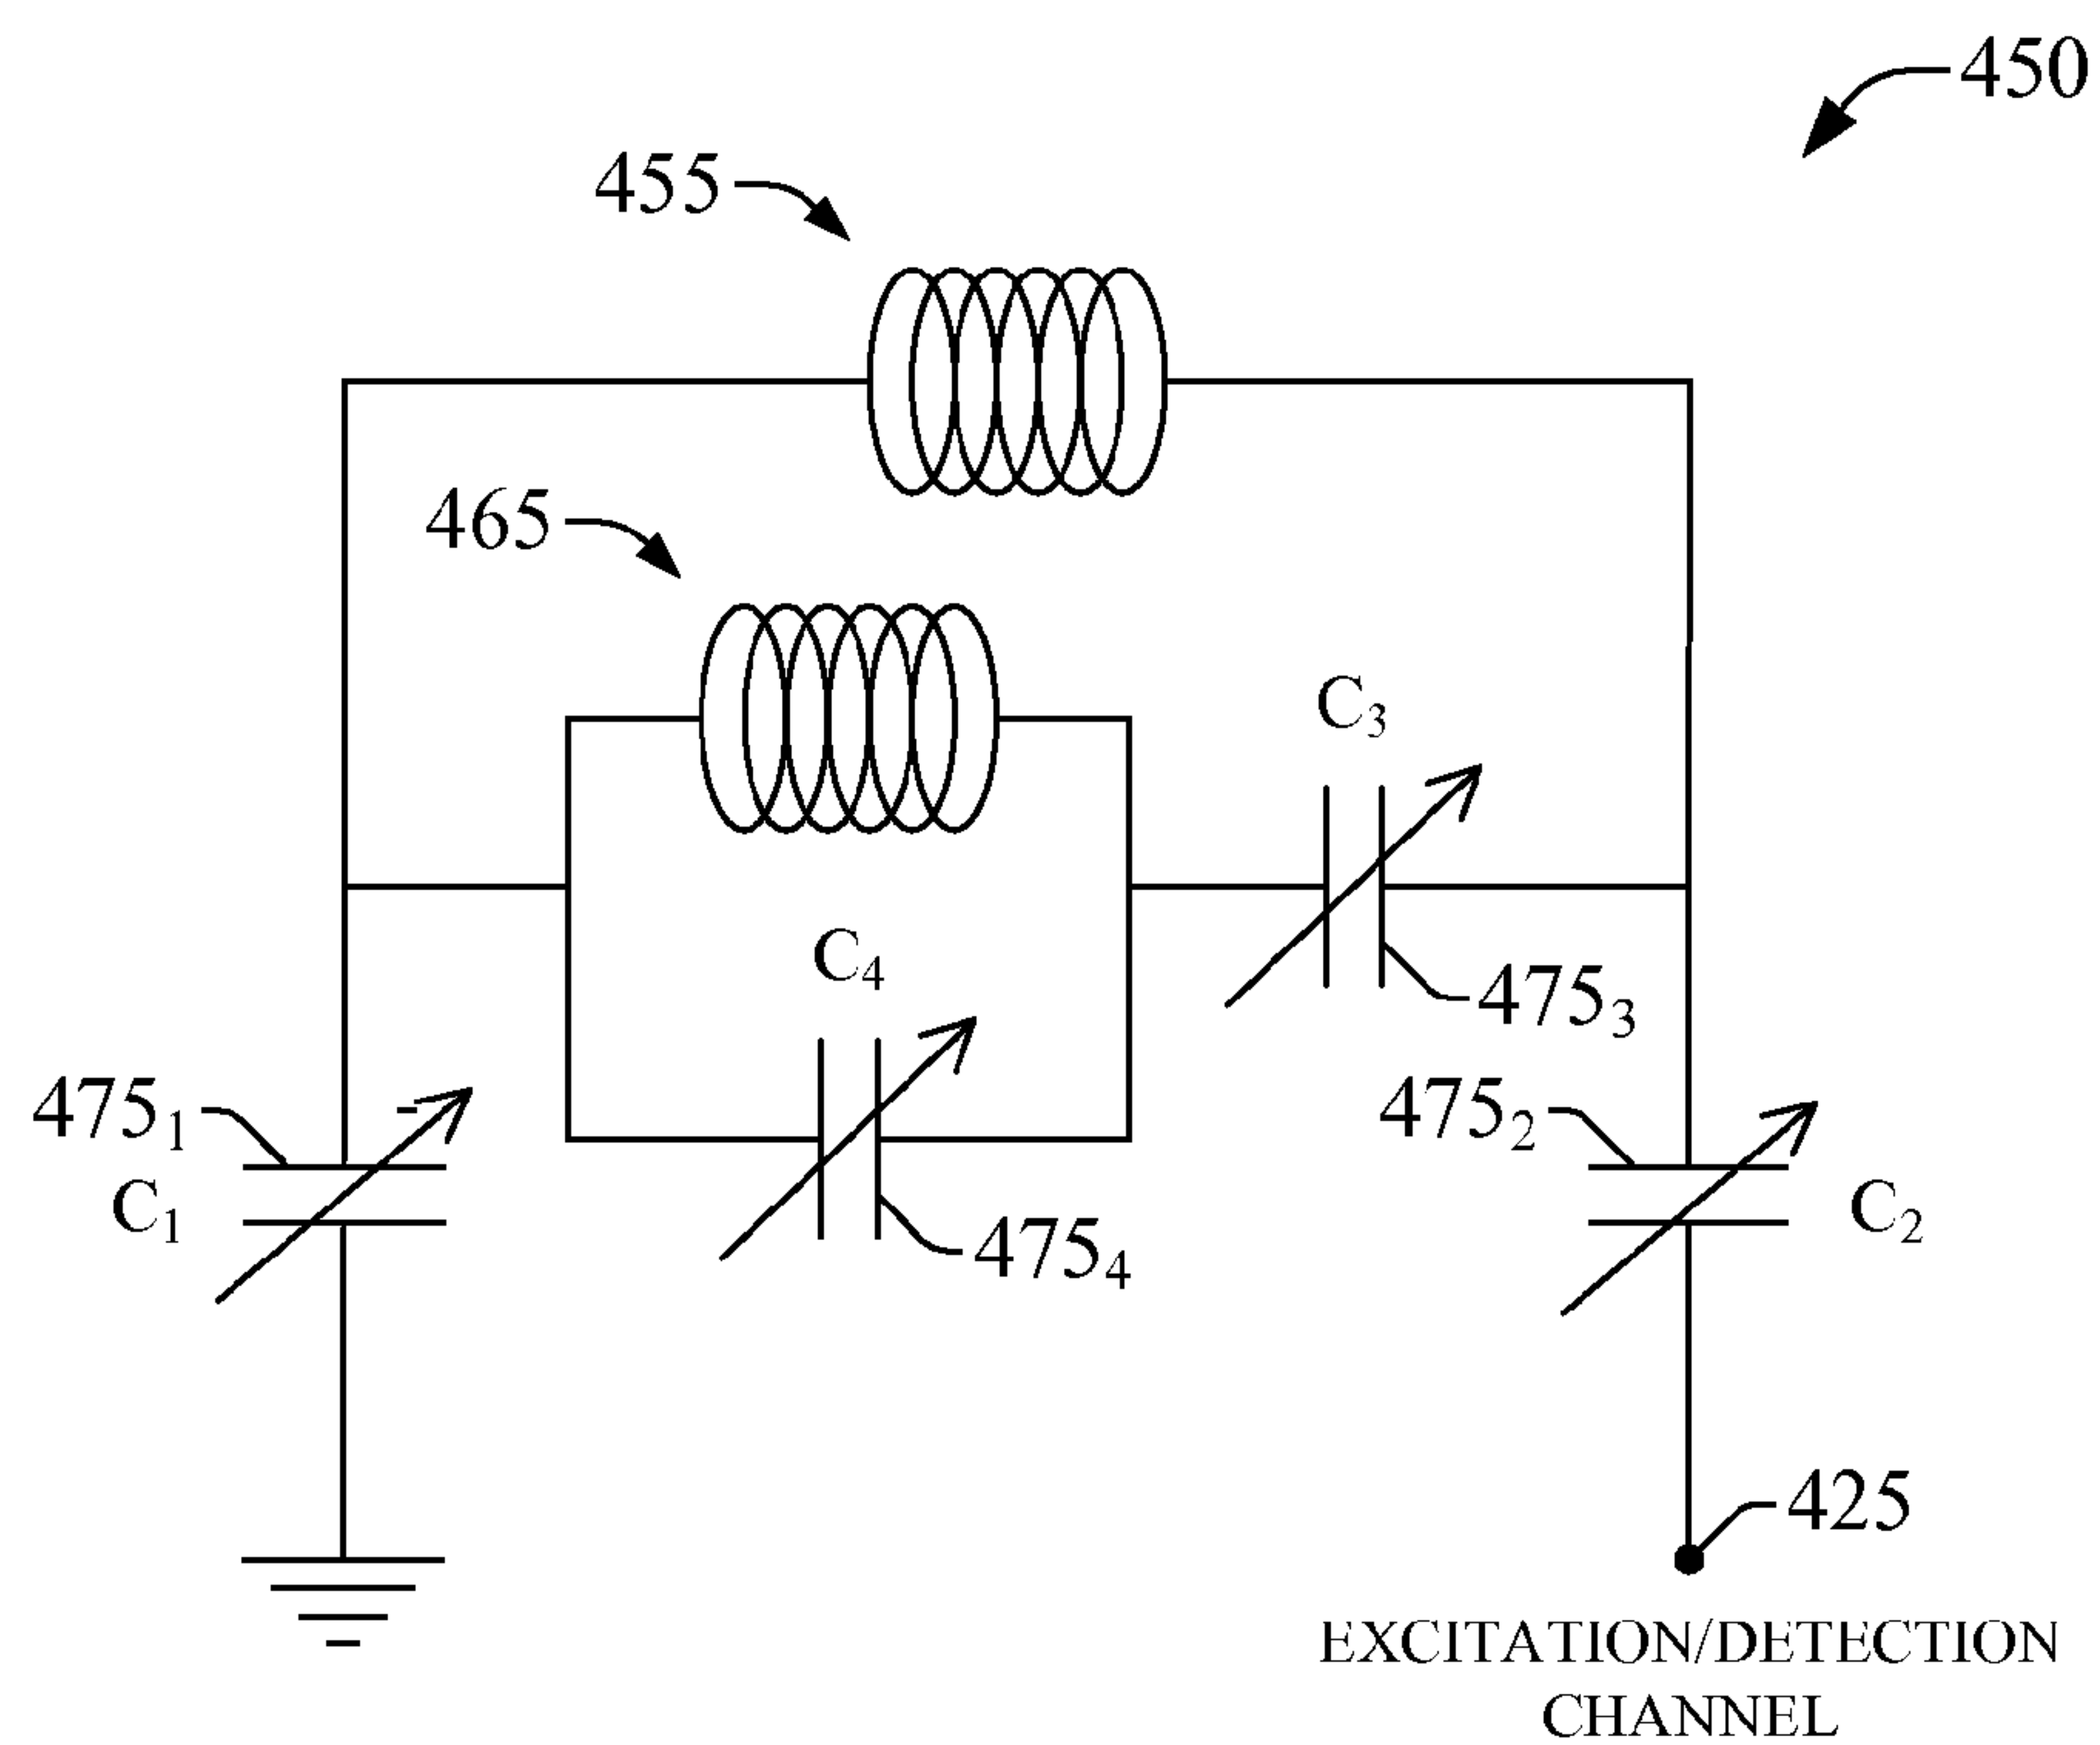 450
455
465
C₃
C₄
475₃
475₁
475₂
C₁
C₂
475₄
425
EXCITATION/DETECTION
CHANNEL